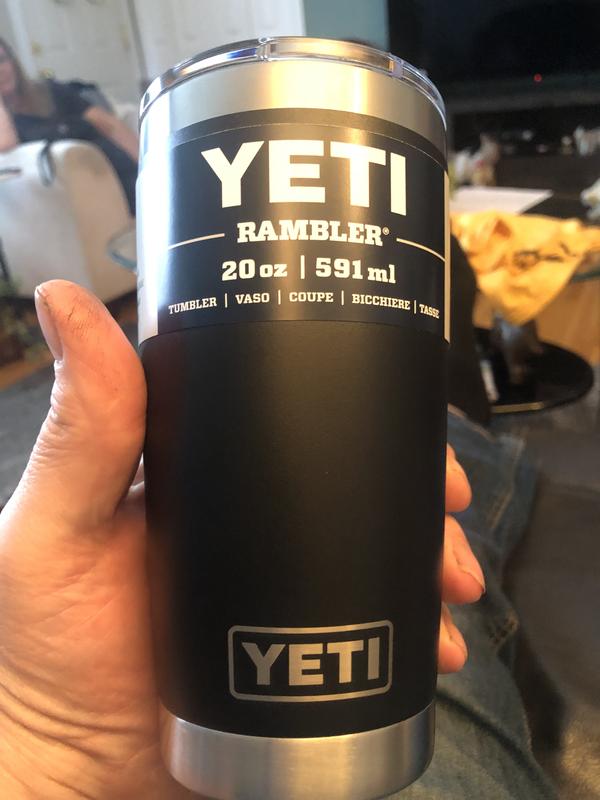 YETI
RAMBLER®
20 oz | 591 ml
TUMBLER | VASO | COUPE | BICCHIERE | TASSE
YETI